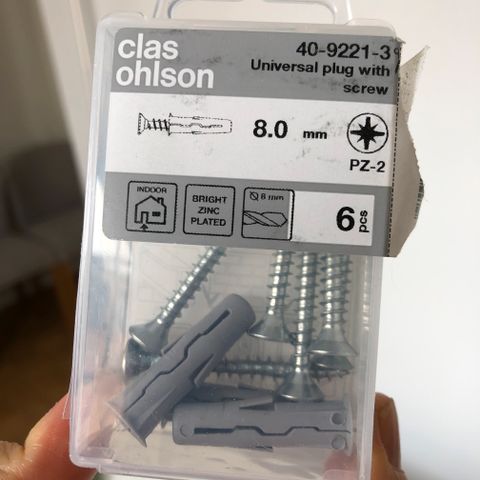 clas
ohlson
40-9221-3
Universal plug with
screw
8.0 mm
PZ-2
INDOOR
BRIGHT
ZINC
PLATED
Ø 8 mm
6 pcs